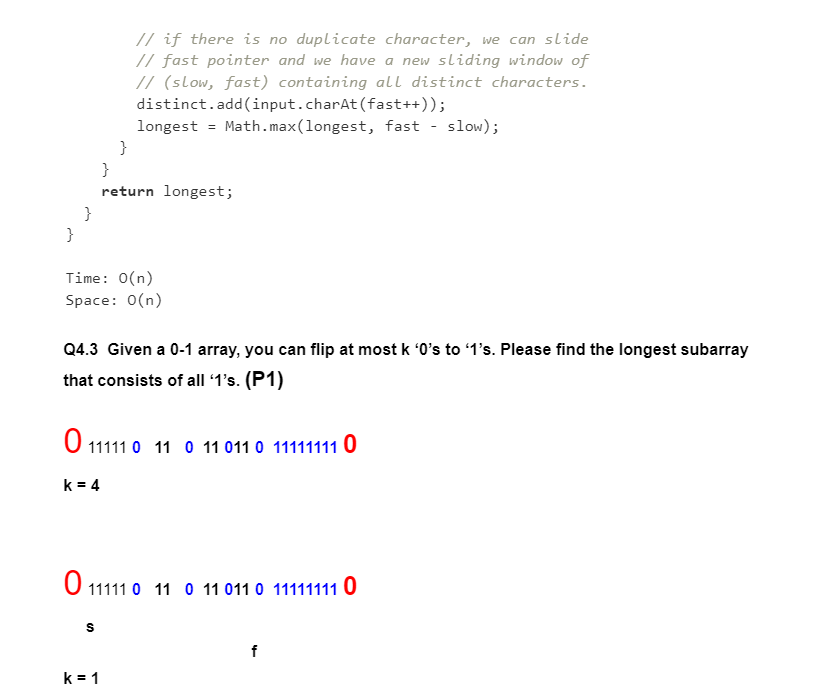 // if there is no duplicate character, we can slide
// fast pointer and we have a new sliding window of
// (slow, fast) containing all distinct characters.
distinct.add(input.charAt(fast++));
longest = Math.max(longest, fast - slow);
}
}
return longest;
}
}
Time: O(n)
Space: O(n)
Q4.3 Given a 0-1 array, you can flip at most k ‘0’s to ‘1’s. Please find the longest subarray
that consists of all ‘1’s. (P1)
0 11111 0 11 0 11 011 0 11111111 0
k = 4
0 11111 0 11 0 11 011 0 11111111 0
s
f
k = 1